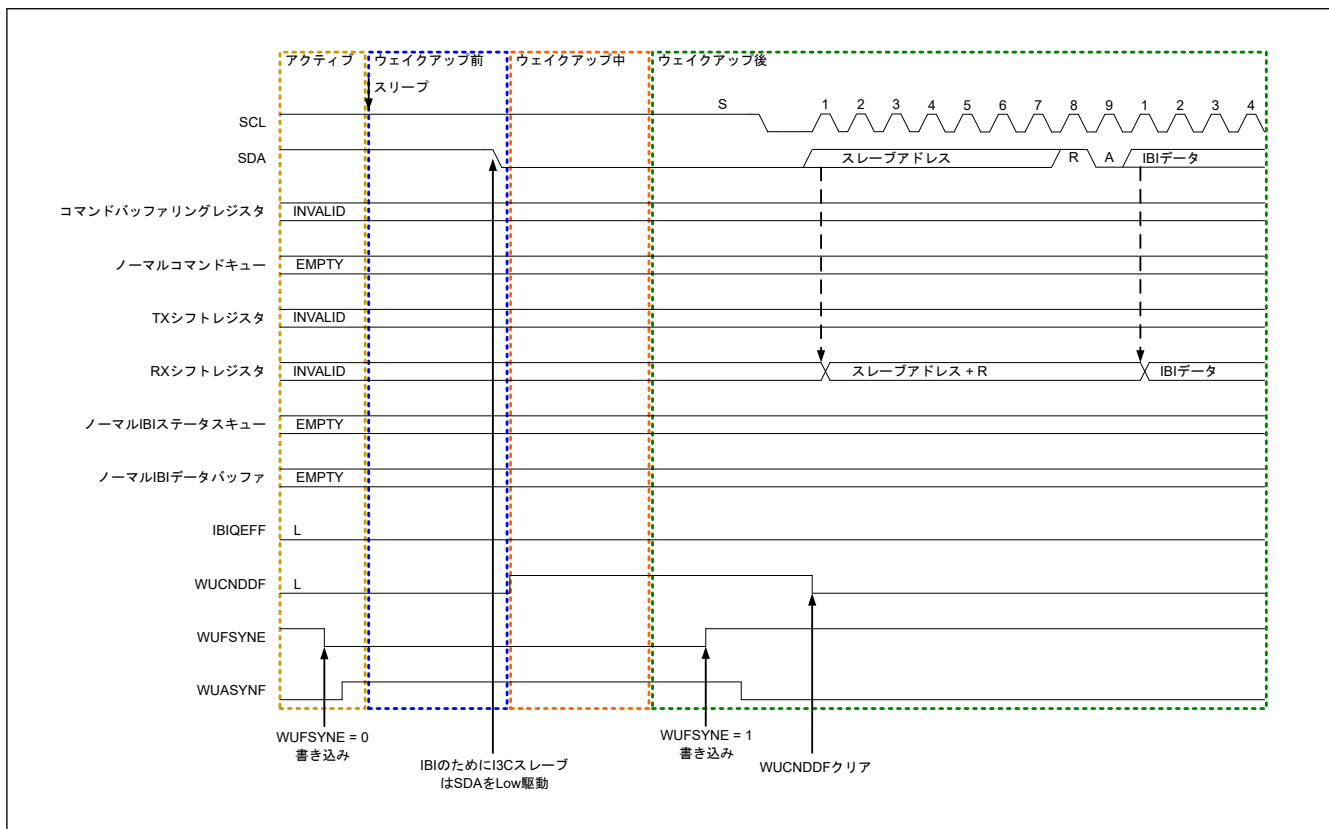 アクティブ
ウェイクアップ前
ウェイクアップ中
ウェイクアップ後
スリープ
SCL
S
1 2 3 4 5 6 7 8 9 1 2 3 4
SDA
スレーブアドレス
R
A
IBIデータ
コマンドバッファリングレジスタ
INVALID
ノーマルコマンドキュー
EMPTY
TXシフトレジスタ
INVALID
RXシフトレジスタ
INVALID
スレーブアドレス + R
IBIデータ
ノーマルIBIステータスキュー
EMPTY
ノーマルIBIデータバッファ
EMPTY
IBIQEFF
L
WUCNDDF
L
WUFSYNE
WUASYNF
WUFSYNE = 0
書き込み
IBIのためにI3Cスレーブ
はSDAをLow駆動
WUFSYNE = 1
書き込み
WUCNDDFクリア